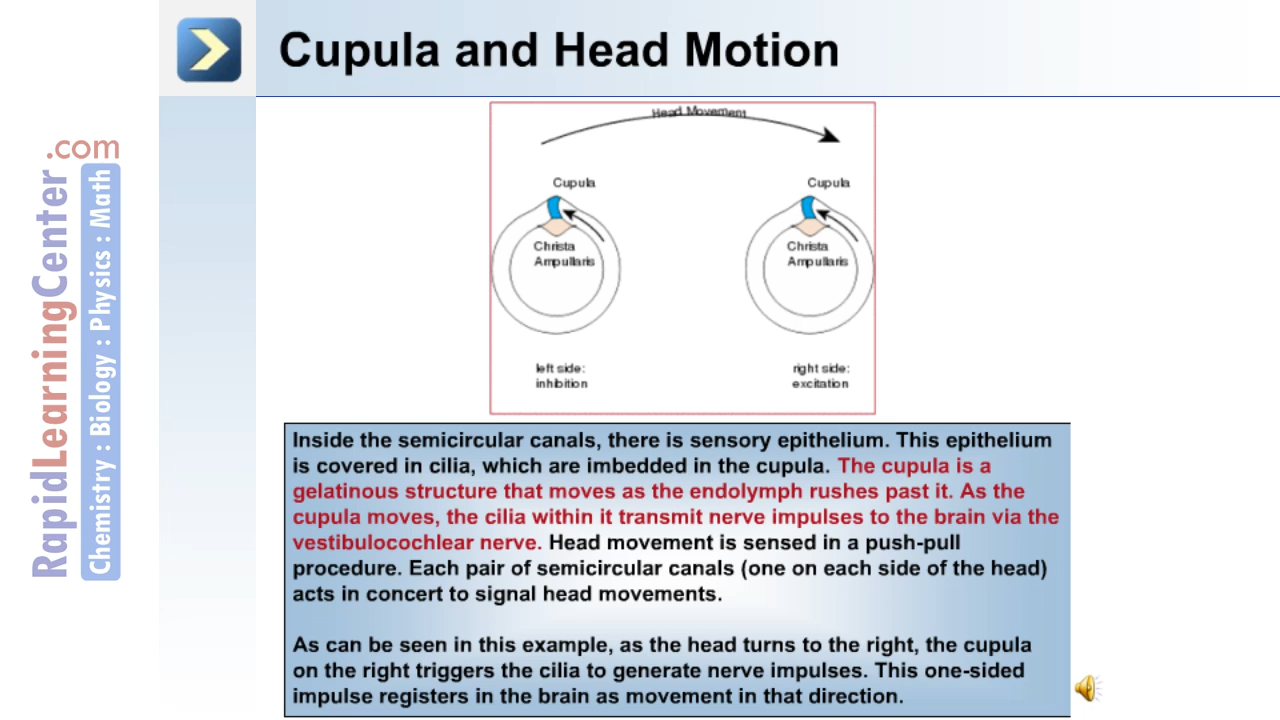 Cupula and Head Motion
RapidLearningCenter.com
Chemistry : Biology : Physics : Math
Head Movement
Cupula
Christa
Ampullaris
left side:
inhibition
Cupula
Christa
Ampullaris
right side:
excitation
Inside the semicircular canals, there is sensory epithelium. This epithelium
is covered in cilia, which are imbedded in the cupula. The cupula is a
gelatinous structure that moves as the endolymph rushes past it. As the
cupula moves, the cilia within it transmit nerve impulses to the brain via the
vestibulocochlear nerve. Head movement is sensed in a push-pull
procedure. Each pair of semicircular canals (one on each side of the head)
acts in concert to signal head movements.
As can be seen in this example, as the head turns to the right, the cupula
on the right triggers the cilia to generate nerve impulses. This one-sided
impulse registers in the brain as movement in that direction.